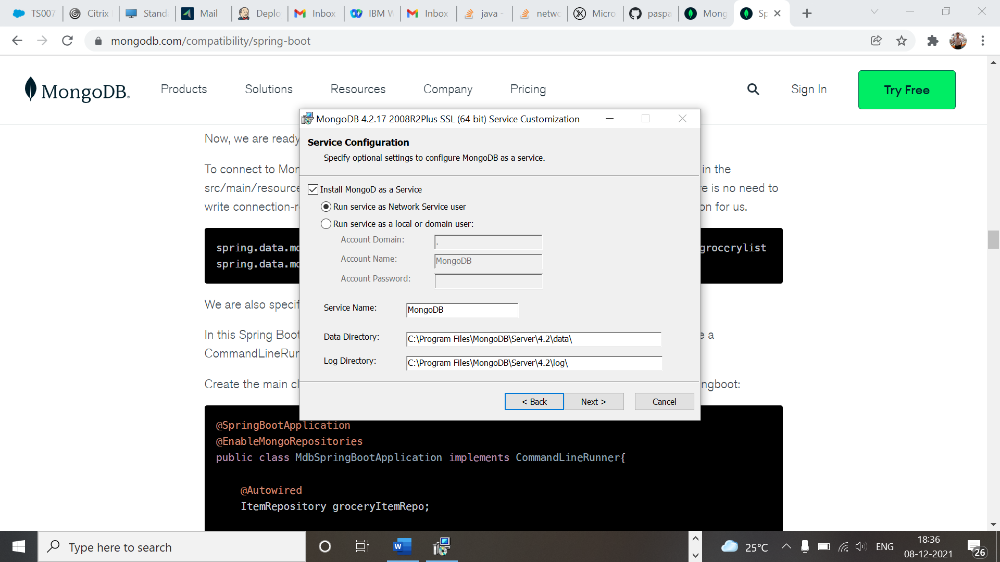 TS007
Citrix
Stand
Mail
Deplo
Inbox
IBM W
Inbox
java -
netwo
Micro
paspa
Mong
Sp
mongodb.com/compatibility/spring-boot
MongoDB.
Products
Solutions
Resources
Company
Pricing
Sign In
Try Free
MongoDB 4.2.17 2008R2Plus SSL (64 bit) Service Customization
Now, we are ready
Service Configuration
Specify optional settings to configure MongoDB as a service.
To connect to Mon
in the
src/main/resource
e is no need to
write connection-r
on for us.
Install MongoD as a Service
Run service as Network Service user
Run service as a local or domain user:
Account Domain:
.
Account Name:
MongoDB
Account Password:
spring.data.mo
grocerylist
spring.data.mo
We are also specif
Service Name:
MongoDB
In this Spring Boot
e a
Data Directory:
C:\Program Files\MongoDB\Server\4.2\data\
CommandLineRun
Log Directory:
C:\Program Files\MongoDB\Server\4.2\log\
Create the main cl
ngboot:
< Back
Next >
Cancel
@SpringBootApplication
@EnableMongoRepositories
public class MdbSpringBootApplication implements CommandLineRunner{
@Autowired
ItemRepository groceryItemRepo;
Type here to search
W
25°C
ENG
18:36
08-12-2021
26